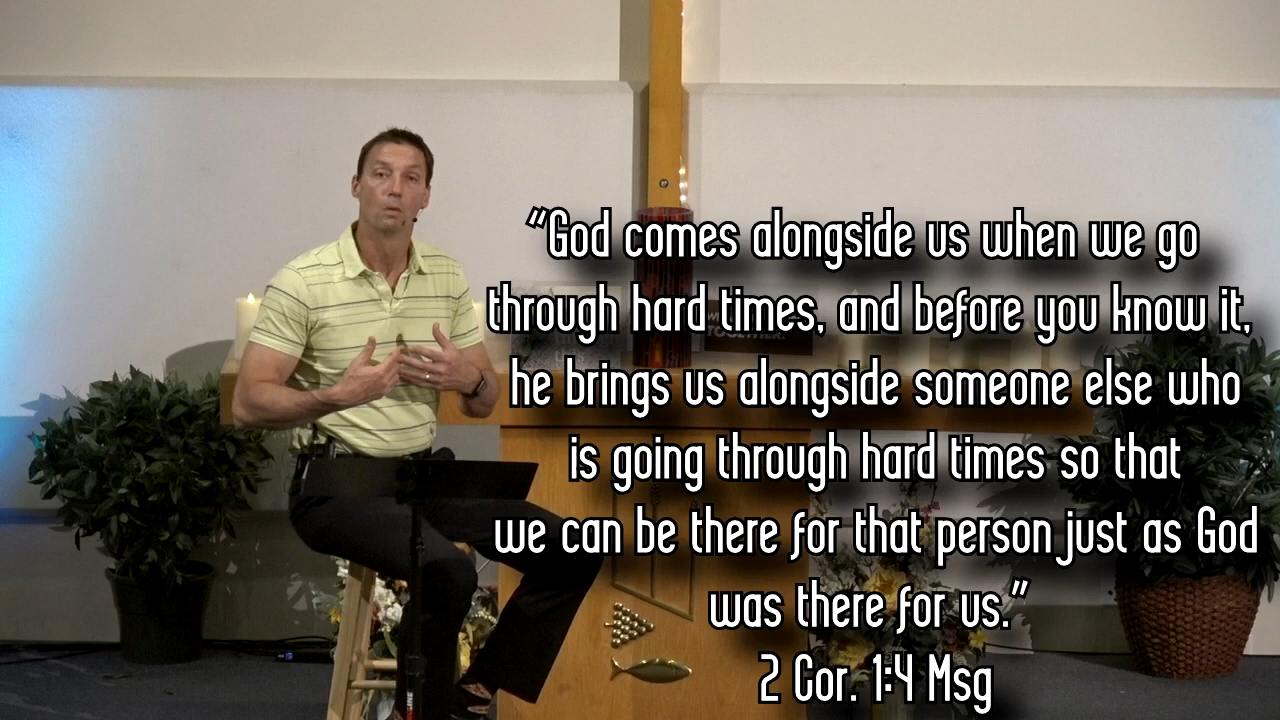 “God comes alongside us when we go
through hard times, and before you know it,
he brings us alongside someone else who
is going through hard times so that
we can be there for that person just as God
was there for us.”
2 Cor. 1:4 Msg
TOGETHER.